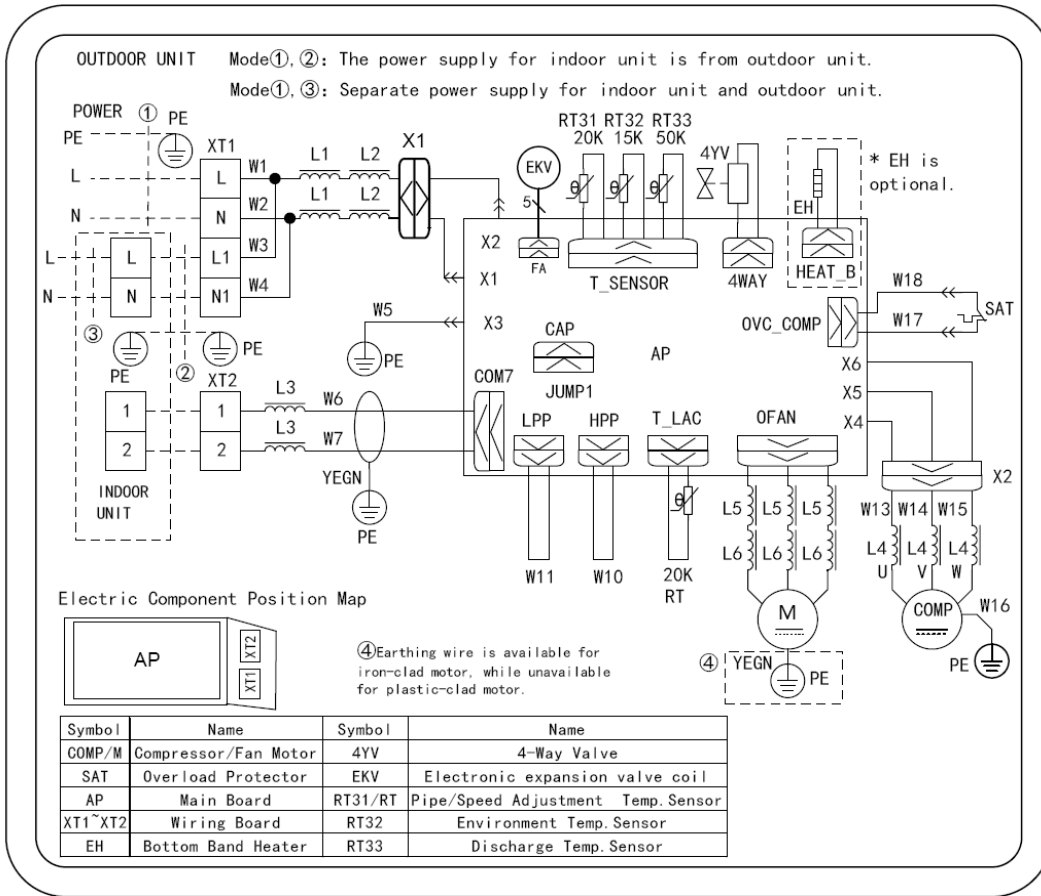 OUTDOOR UNIT Mode①,②: The power supply for indoor unit is from outdoor unit.
Mode①,③: Separate power supply for indoor unit and outdoor unit.
POWER ① PE
PE
XT1
L
N
L
N
L1
N1
W1
W2
W3
W4
L1 L2
L1 L2
X1
EKV
5
FA
RT31 RT32 RT33
20K 15K 50K
θ θ θ
T_SENSOR
4YV
4WAY
EH
HEAT_B
* EH is
optional.
X2
X1
X3
W5
PE
L
N
L
N
③
PE
②
PE
XT2
1
2
1
2
INDOOR
UNIT
L3
L3
W6
W7
YEGN
PE
COM7
CAP
JUMP1
AP
OVC_COMP
W18
W17
SAT
X6
X5
X4
LPP
HPP
T_LAC
OFAN
W11
W10
θ
20K
RT
L5 L5 L5
L6 L6 L6
M
④ YEGN
PE
X2
W13 W14 W15
L4 L4 L4
U V W
COMP
W16
PE
Electric Component Position Map
AP
XT2
XT1
④Earthing wire is available for
iron-clad motor, while unavailable
for plastic-clad motor.
Symbol Name Symbol Name
COMP/M Compressor/Fan Motor 4YV 4-Way Valve
SAT Overload Protector EKV Electronic expansion valve coil
AP Main Board RT31/RT Pipe/Speed Adjustment Temp.Sensor
XT1~XT2 Wiring Board RT32 Environment Temp.Sensor
EH Bottom Band Heater RT33 Discharge Temp.Sensor